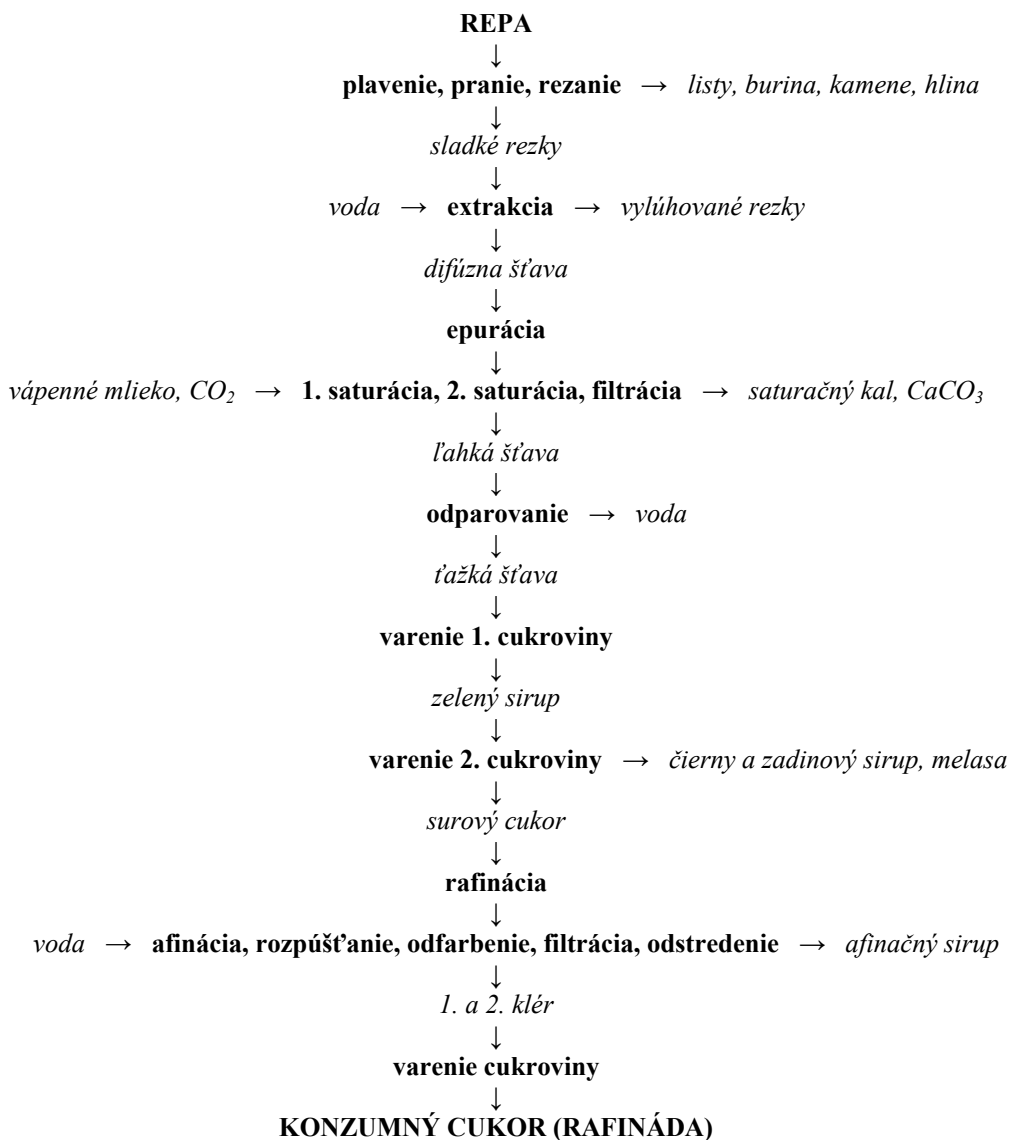 REPA
↓
plavenie, pranie, rezanie → listy, burina, kamene, hlina
↓
sladké rezky
↓
voda → extrakcia → vylúhované rezky
↓
difúzna šťava
↓
epurácia
↓
vápenné mlieko, CO₂ → 1. saturácia, 2. saturácia, filtrácia → saturačný kal, CaCO₃
↓
ľahká šťava
↓
odparovanie → voda
↓
ťažká šťava
↓
varenie 1. cukroviny
↓
zelený sirup
↓
varenie 2. cukroviny → čierny a zadinový sirup, melasa
↓
surový cukor
↓
rafinácia
↓
voda → afinácia, rozpúšťanie, odfarbenie, filtrácia, odstredenie → afinačný sirup
↓
1. a 2. klér
↓
varenie cukroviny
↓
KONZUMNÝ CUKOR (RAFINÁDA)